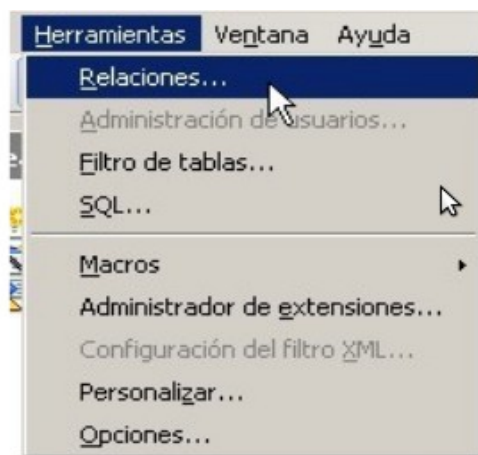 Herramientas Ventana Ayuda
Relaciones...
Administración de usuarios...
Filtro de tablas...
SQL...
Macros
Administrador de extensiones...
Configuración del filtro XML...
Personalizar...
Opciones...